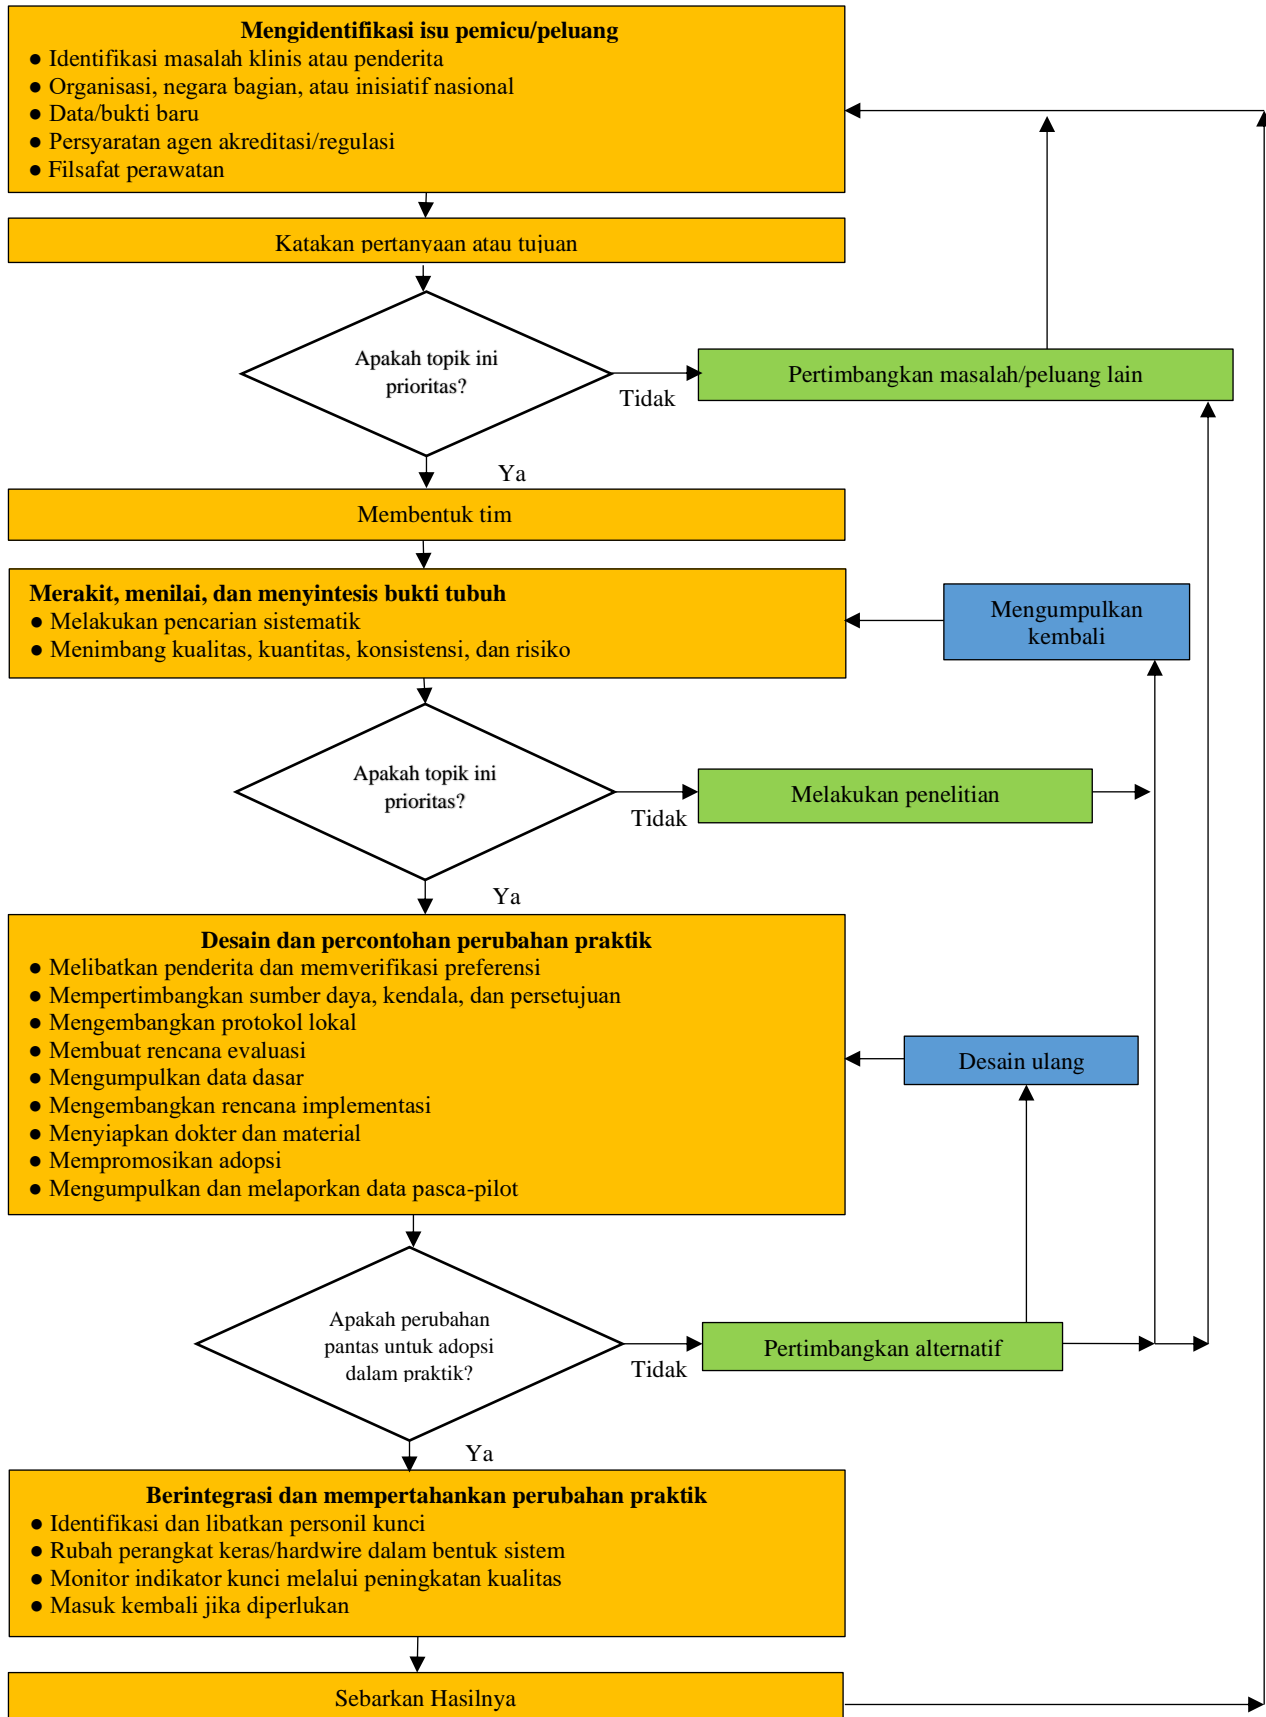 Mengidentifikasi isu pemicu/peluang
● Identifikasi masalah klinis atau penderita
● Organisasi, negara bagian, atau inisiatif nasional
● Data/bukti baru
● Persyaratan agen akreditasi/regulasi
● Filsafat perawatan
Katakan pertanyaan atau tujuan
Apakah topik ini
prioritas?
Tidak
Pertimbangkan masalah/peluang lain
Ya
Membentuk tim
Merakit, menilai, dan menyintesis bukti tubuh
● Melakukan pencarian sistematik
● Menimbang kualitas, kuantitas, konsistensi, dan risiko
Mengumpulkan
kembali
Apakah topik ini
prioritas?
Tidak
Melakukan penelitian
Ya
Desain dan percontohan perubahan praktik
● Melibatkan penderita dan memverifikasi preferensi
● Mempertimbangkan sumber daya, kendala, dan persetujuan
● Mengembangkan protokol lokal
● Membuat rencana evaluasi
● Mengumpulkan data dasar
● Mengembangkan rencana implementasi
● Menyiapkan dokter dan material
● Mempromosikan adopsi
● Mengumpulkan dan melaporkan data pasca-pilot
Desain ulang
Apakah perubahan
pantas untuk adopsi
dalam praktik?
Tidak
Pertimbangkan alternatif
Ya
Berintegrasi dan mempertahankan perubahan praktik
● Identifikasi dan libatkan personil kunci
● Rubah perangkat keras/hardwire dalam bentuk sistem
● Monitor indikator kunci melalui peningkatan kualitas
● Masuk kembali jika diperlukan
Sebarkan Hasilnya